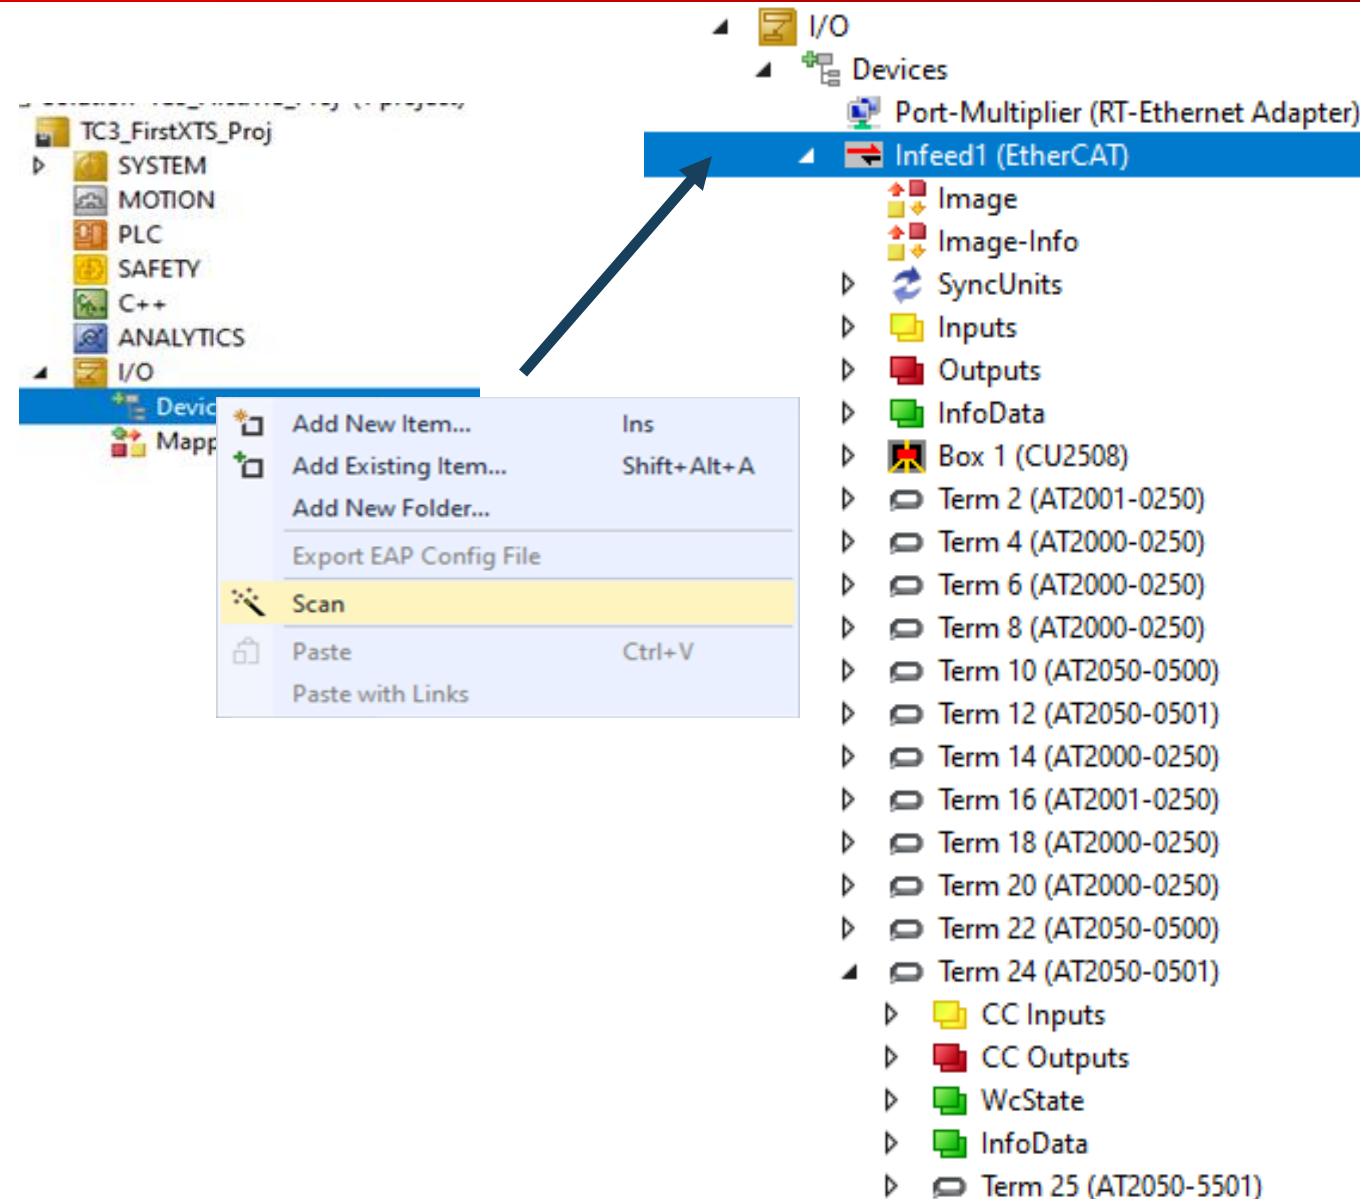 TC3_FirstXTS_Proj
SYSTEM
MOTION
PLC
SAFETY
C++
ANALYTICS
I/O
Devic
Mapp
Add New Item... Ins
Add Existing Item... Shift+Alt+A
Add New Folder...
Export EAP Config File
Scan
Paste Ctrl+V
Paste with Links
I/O
Devices
Port-Multiplier (RT-Ethernet Adapter)
Infeed1 (EtherCAT)
Image
Image-Info
SyncUnits
Inputs
Outputs
InfoData
Box 1 (CU2508)
Term 2 (AT2001-0250)
Term 4 (AT2000-0250)
Term 6 (AT2000-0250)
Term 8 (AT2000-0250)
Term 10 (AT2050-0500)
Term 12 (AT2050-0501)
Term 14 (AT2000-0250)
Term 16 (AT2001-0250)
Term 18 (AT2000-0250)
Term 20 (AT2000-0250)
Term 22 (AT2050-0500)
Term 24 (AT2050-0501)
CC Inputs
CC Outputs
WcState
InfoData
Term 25 (AT2050-5501)